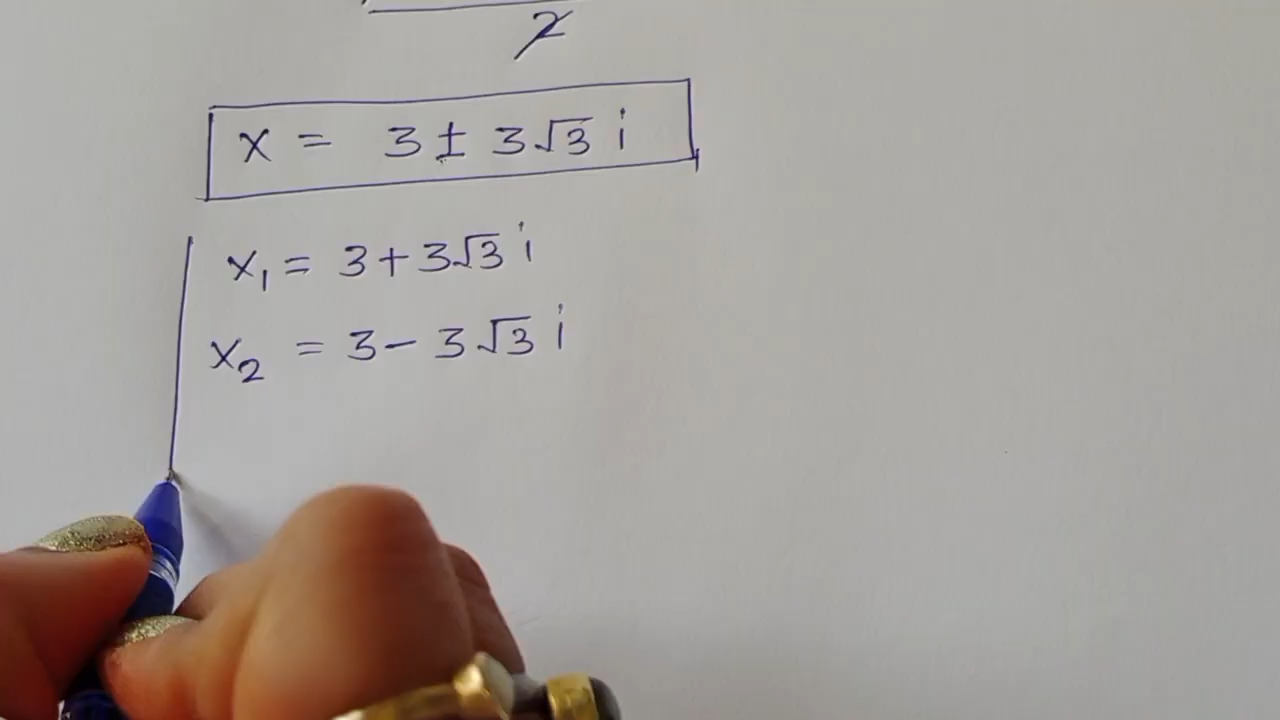 2
x = 3 ± 3√3 i
x₁ = 3 + 3√3 i
x₂ = 3 - 3√3 i